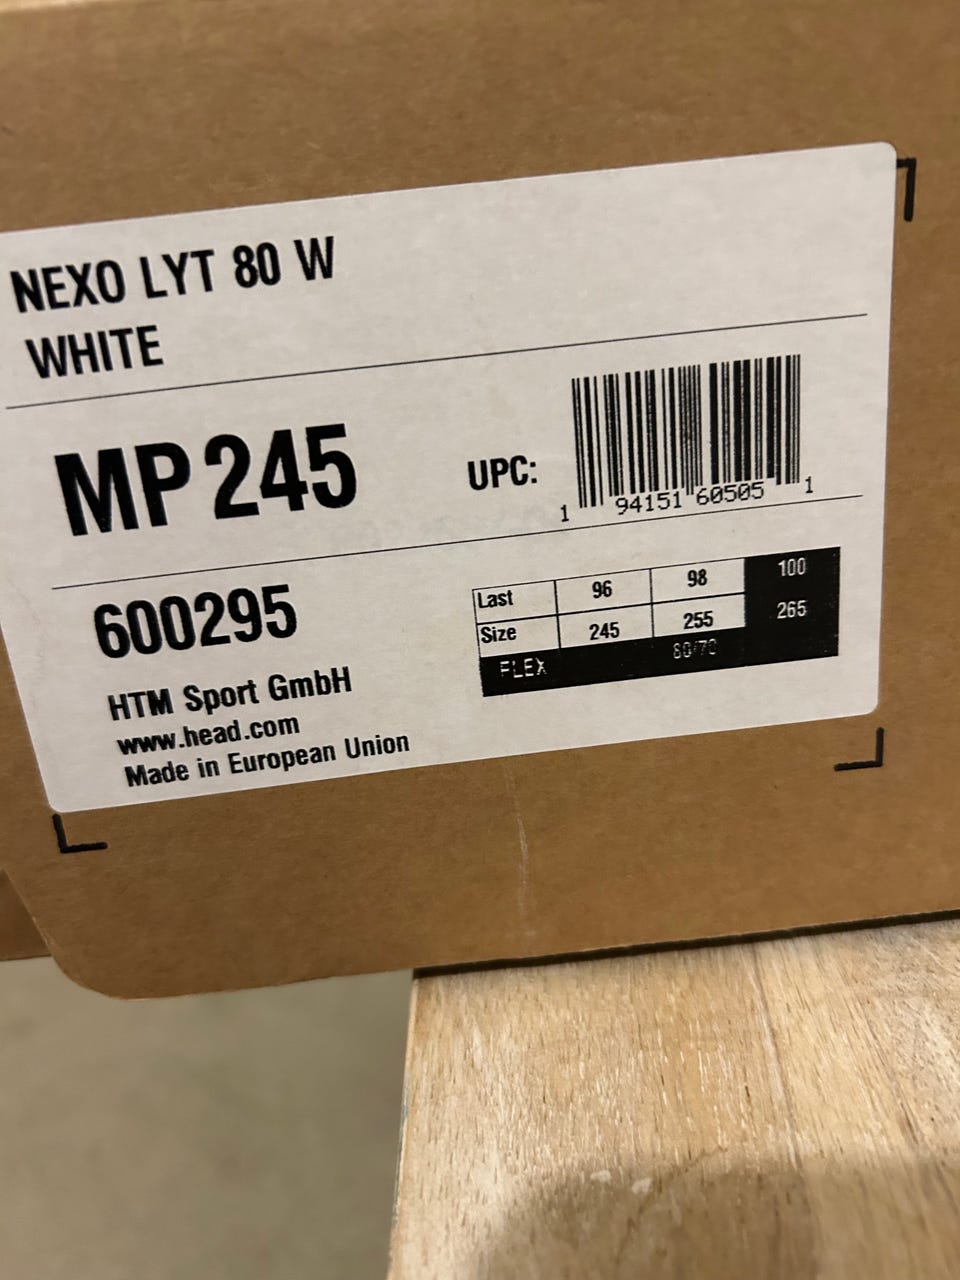 NEXO LYT 80 W
WHITE
MP 245
UPC:
1 94151 60505 1
600295
HTM Sport GmbH
www.head.com
Made in European Union
Last 96 98 100
Size 245 255 265
FLEX 80/70